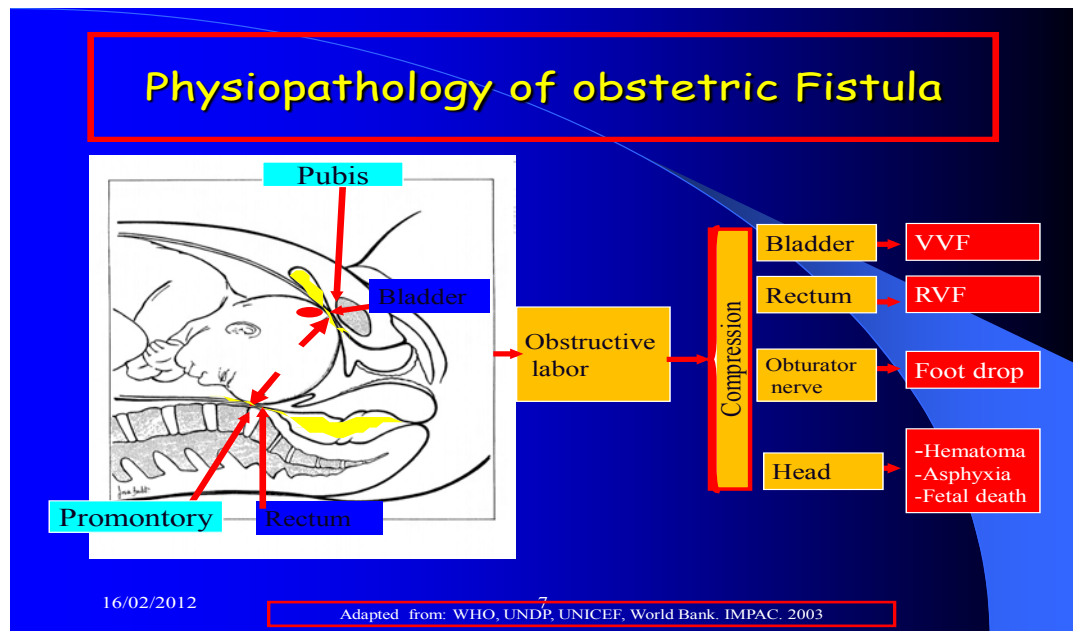 Physiopathology of obstetric Fistula
Pubis
Bladder
Promontory
Rectum
Obstructive
labor
Compression
Bladder
VVF
Rectum
RVF
Obturator
nerve
Foot drop
Head
-Hematoma
-Asphyxia
-Fetal death
16/02/2012
7
Adapted from: WHO, UNDP, UNICEF, World Bank. IMPAC. 2003